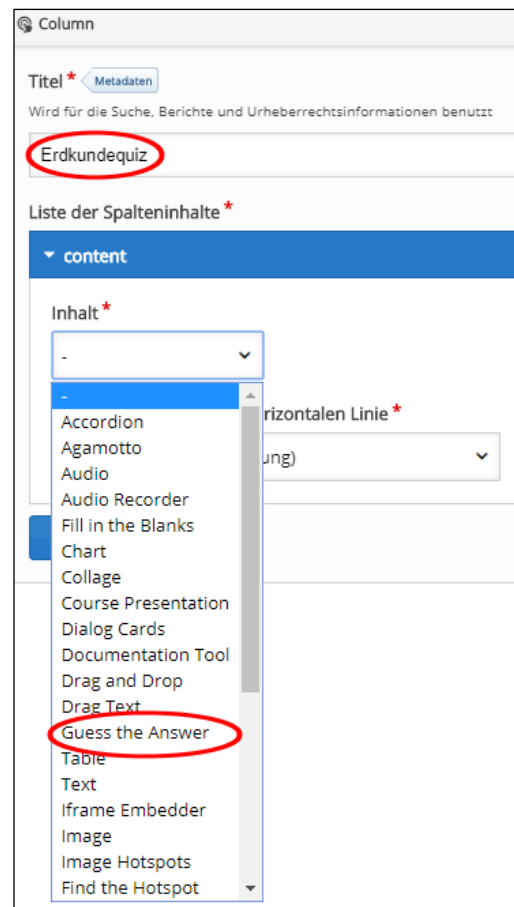 Column
Titel * Metadaten
Wird für die Suche, Berichte und Urheberrechtsinformationen benutzt
Erdkundequiz
Liste der Spalteninhalte *
content
Inhalt *
-
-
Accordion
rizontalen Linie *
Agamotto
Audio
ung)
Audio Recorder
Fill in the Blanks
Chart
Collage
Course Presentation
Dialog Cards
Documentation Tool
Drag and Drop
Drag Text
Guess the Answer
Table
Text
Iframe Embedder
Image
Image Hotspots
Find the Hotspot